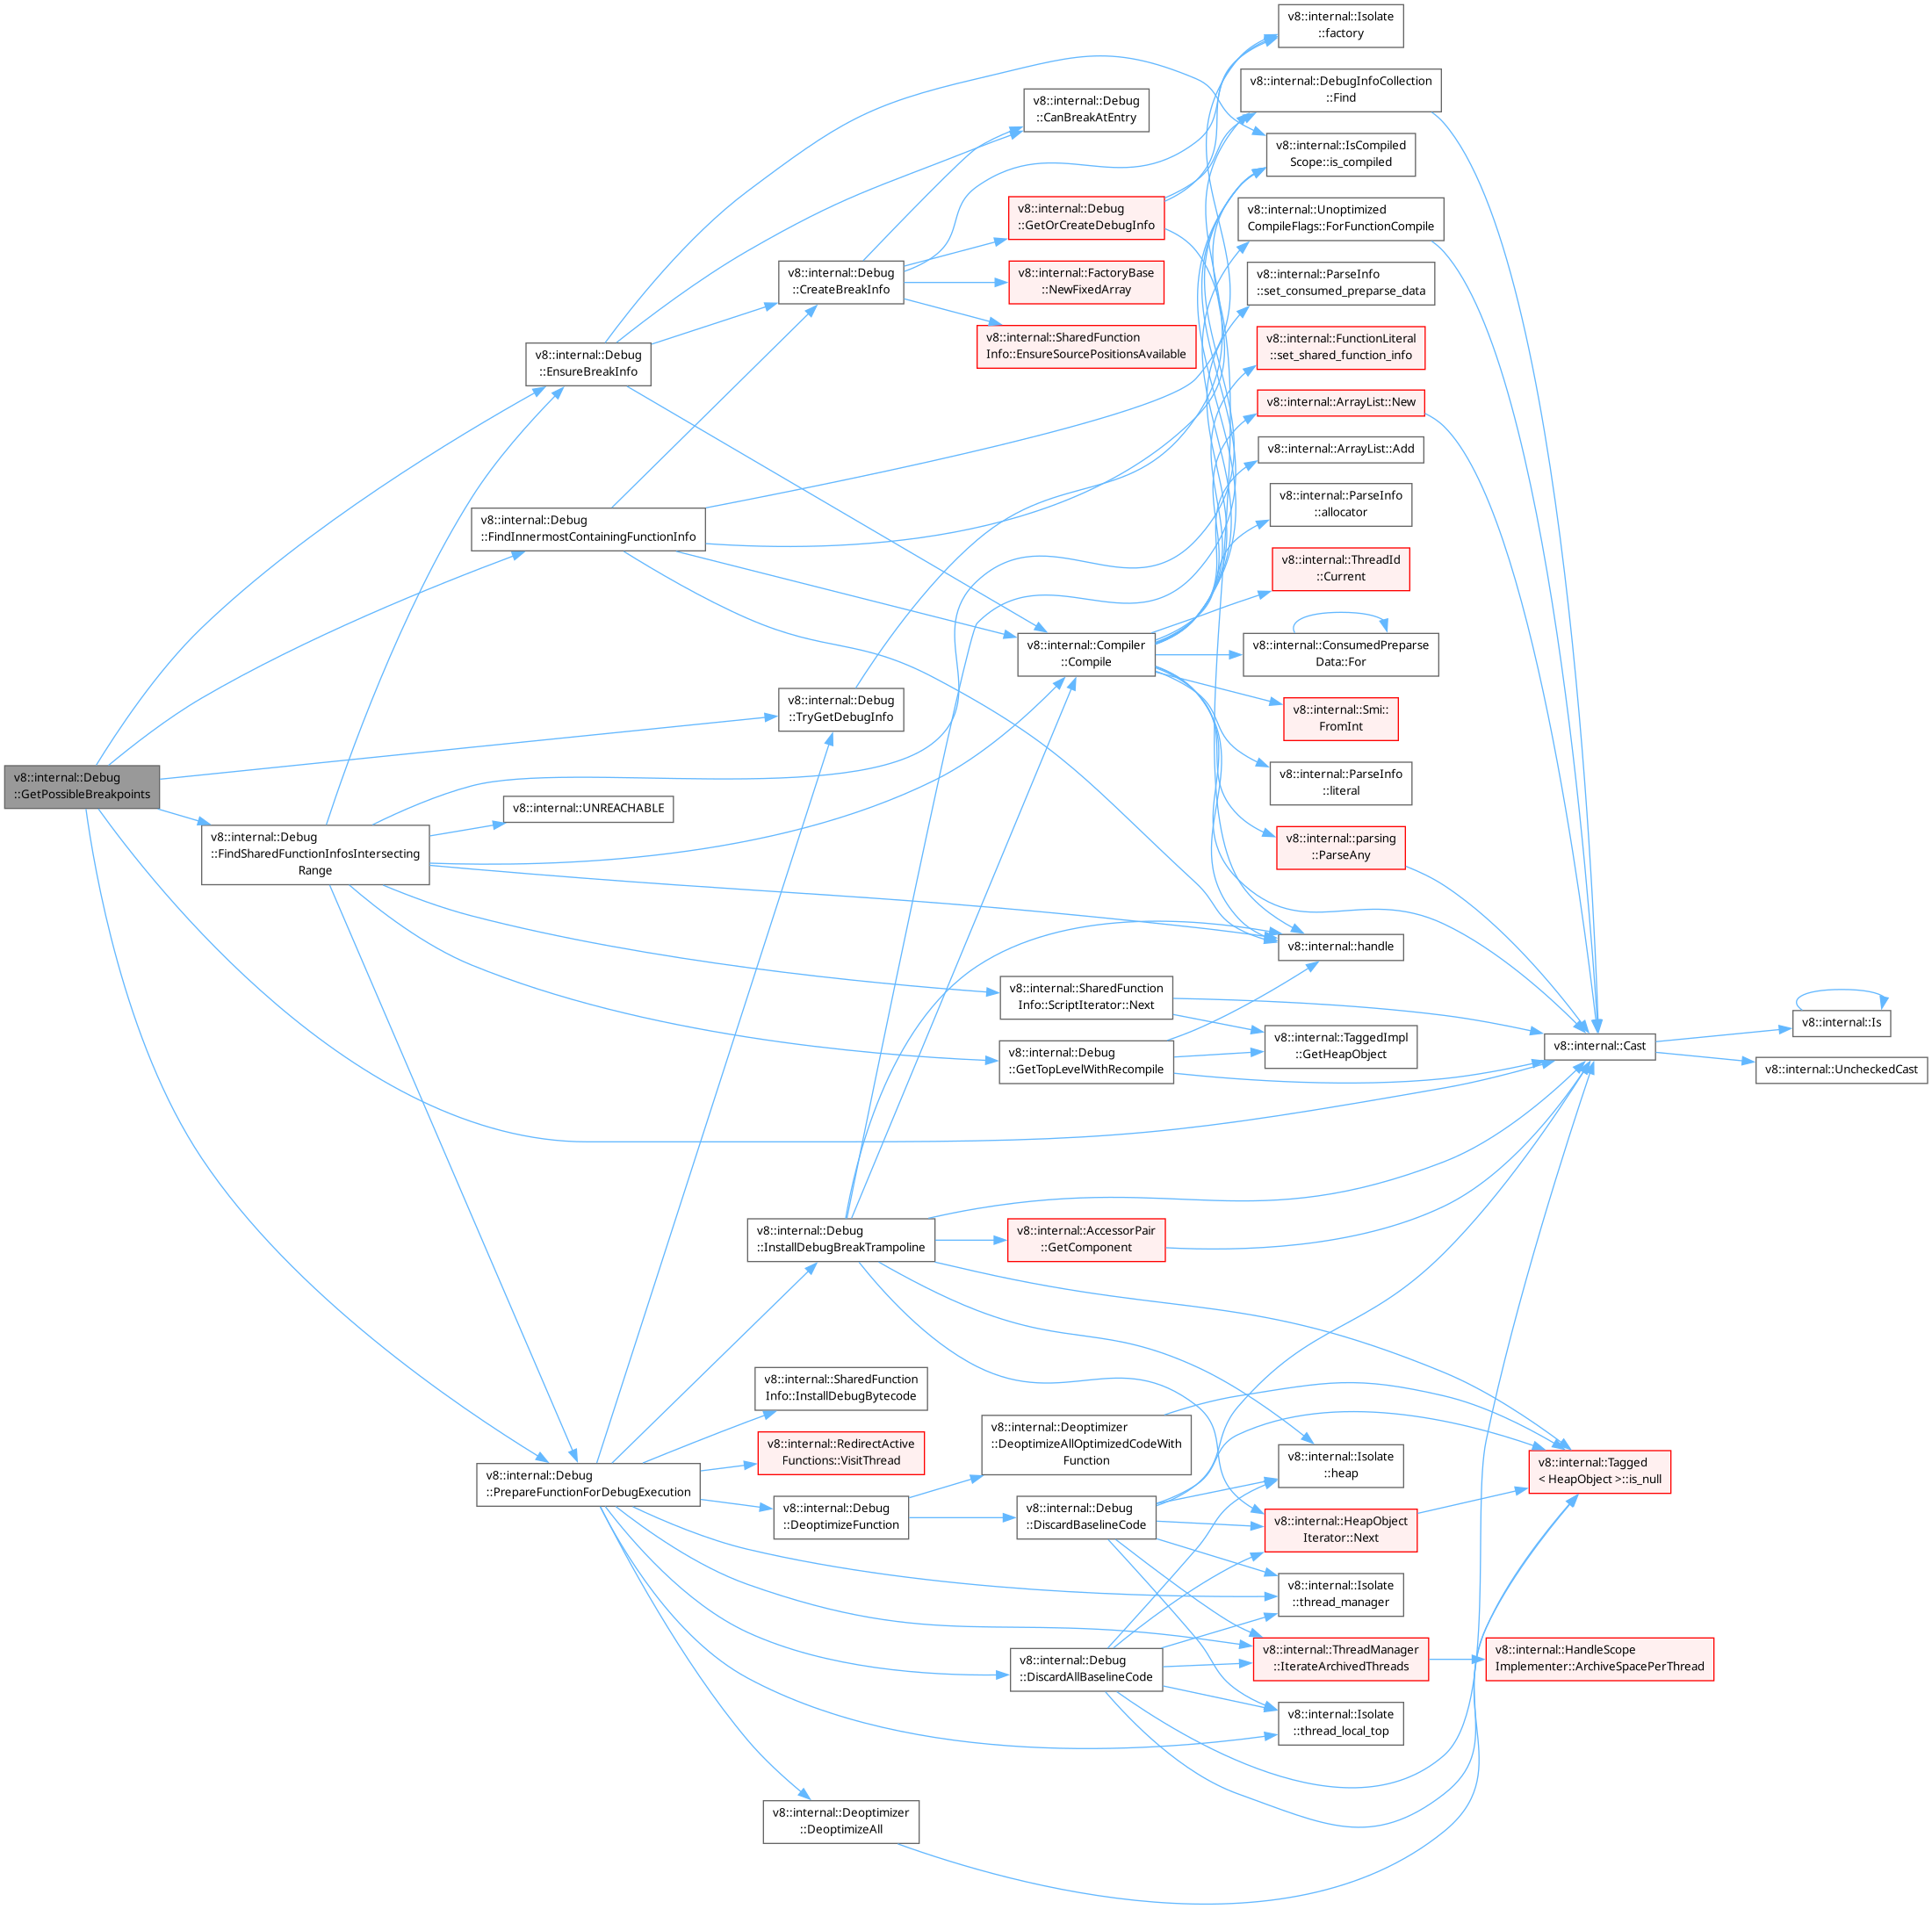 v8::internal::Isolate
::factory
v8::internal::DebugInfoCollection
::Find
v8::internal::Debug
::CanBreakAtEntry
v8::internal::IsCompiled
Scope::is_compiled
v8::internal::Debug
::GetOrCreateDebugInfo
v8::internal::Unoptimized
CompileFlags::ForFunctionCompile
v8::internal::Debug
::CreateBreakInfo
v8::internal::FactoryBase
::NewFixedArray
v8::internal::ParseInfo
::set_consumed_preparse_data
v8::internal::SharedFunction
Info::EnsureSourcePositionsAvailable
v8::internal::FunctionLiteral
::set_shared_function_info
v8::internal::Debug
::EnsureBreakInfo
v8::internal::ArrayList::New
v8::internal::ArrayList::Add
v8::internal::ParseInfo
::allocator
v8::internal::Debug
::FindInnermostContainingFunctionInfo
v8::internal::ThreadId
::Current
v8::internal::Compiler
::Compile
v8::internal::ConsumedPreparse
Data::For
v8::internal::Debug
::TryGetDebugInfo
v8::internal::Smi::
FromInt
v8::internal::Debug
::GetPossibleBreakpoints
v8::internal::ParseInfo
::literal
v8::internal::UNREACHABLE
v8::internal::Debug
::FindSharedFunctionInfosIntersecting
Range
v8::internal::parsing
::ParseAny
v8::internal::handle
v8::internal::SharedFunction
Info::ScriptIterator::Next
v8::internal::Is
v8::internal::TaggedImpl
::GetHeapObject
v8::internal::Cast
v8::internal::Debug
::GetTopLevelWithRecompile
v8::internal::UncheckedCast
v8::internal::Debug
::InstallDebugBreakTrampoline
v8::internal::AccessorPair
::GetComponent
v8::internal::SharedFunction
Info::InstallDebugBytecode
v8::internal::Deoptimizer
::DeoptimizeAllOptimizedCodeWith
Function
v8::internal::RedirectActive
Functions::VisitThread
v8::internal::Isolate
::heap
v8::internal::Tagged
< HeapObject >::is_null
v8::internal::Debug
::PrepareFunctionForDebugExecution
v8::internal::Debug
::DeoptimizeFunction
v8::internal::Debug
::DiscardBaselineCode
v8::internal::HeapObject
Iterator::Next
v8::internal::Isolate
::thread_manager
v8::internal::Debug
::DiscardAllBaselineCode
v8::internal::ThreadManager
::IterateArchivedThreads
v8::internal::HandleScope
Implementer::ArchiveSpacePerThread
v8::internal::Isolate
::thread_local_top
v8::internal::Deoptimizer
::DeoptimizeAll